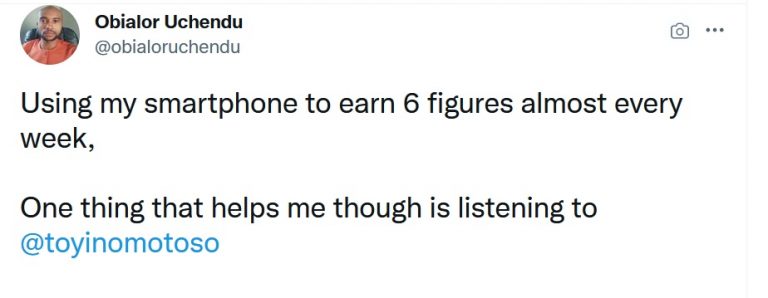 Obialor Uchendu
@obialoruchendu
Using my smartphone to earn 6 figures almost every
week,
One thing that helps me though is listening to
@toyinomotoso